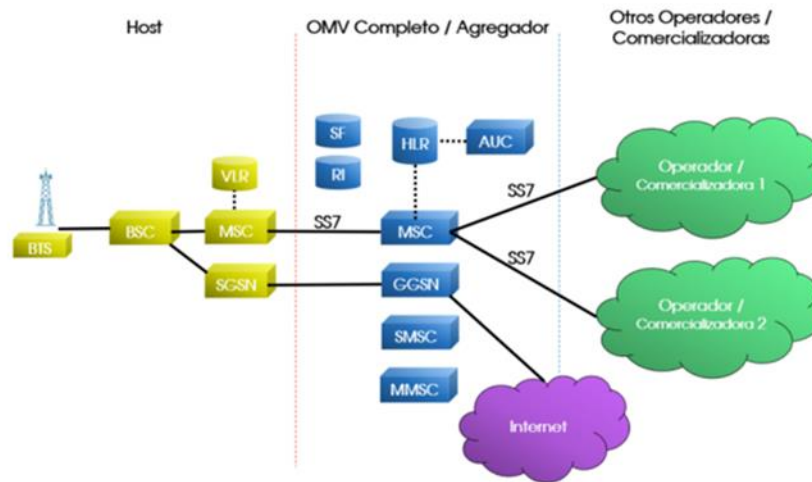 Host
OMV Completo / Agregador
Otros Operadores /
Comercializadoras
SF
HLR
AUC
VLR
RI
Operador /
Comercializadora 1
SS7
BTS
BSC
MSC
SS7
MSC
SS7
SGSN
GGSN
Operador /
Comercializadora 2
SMSC
MMSC
Internet